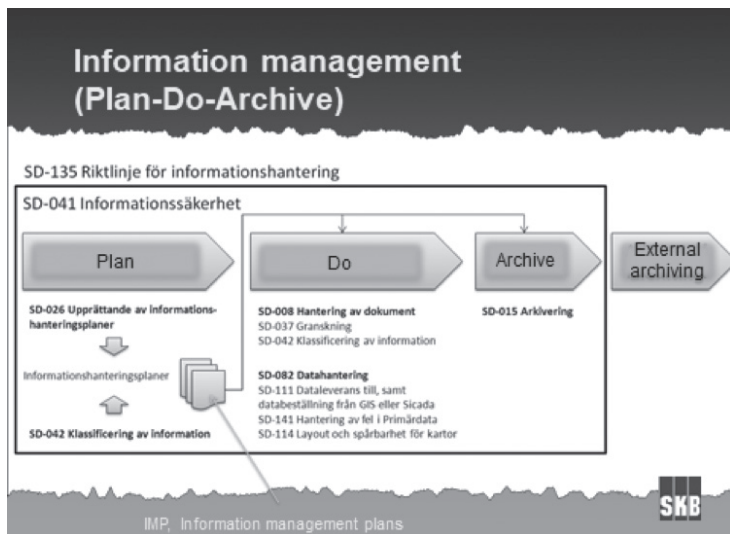 Information management
(Plan-Do-Archive)
SD-135 Riktlinje för informationshantering
SD-041 Informationssäkerhet
Plan
Do
Archive
External
archiving
SD-026 Upprättande av informations-
hanteringsplaner
Informationshanteringsplaner
SD-042 Klassificering av information
SD-008 Hantering av dokument
SD-037 Granskning
SD-042 Klassificering av information
SD-082 Datahantering
SD-111 Dataleverans till, samt
databeställning från GIS eller Sicada
SD-141 Hantering av fel i Primärdata
SD-114 Layout och spårbarhet för kartor
SD-015 Arkivering
IMP, Information management plans
SKB